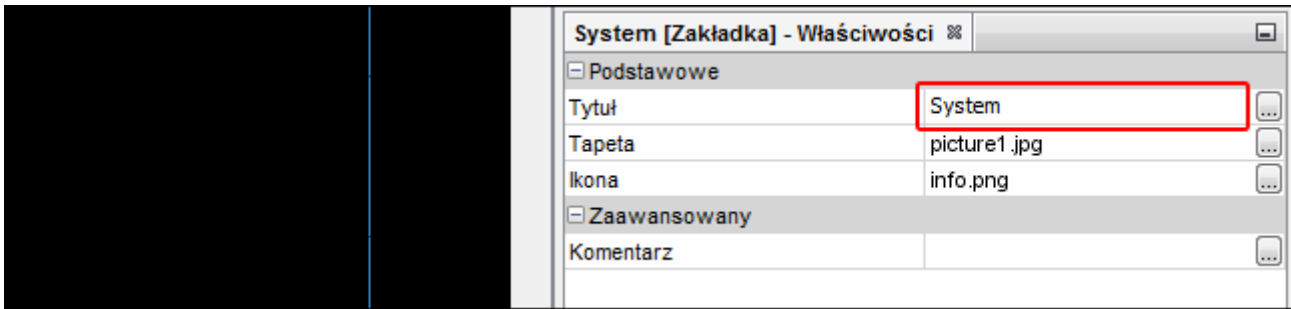 System [Zakładka] - Właściwości
Podstawowe
Tytuł System ...
Tapeta picture1.jpg ...
Ikona info.png ...
Zaawansowany
Komentarz ...